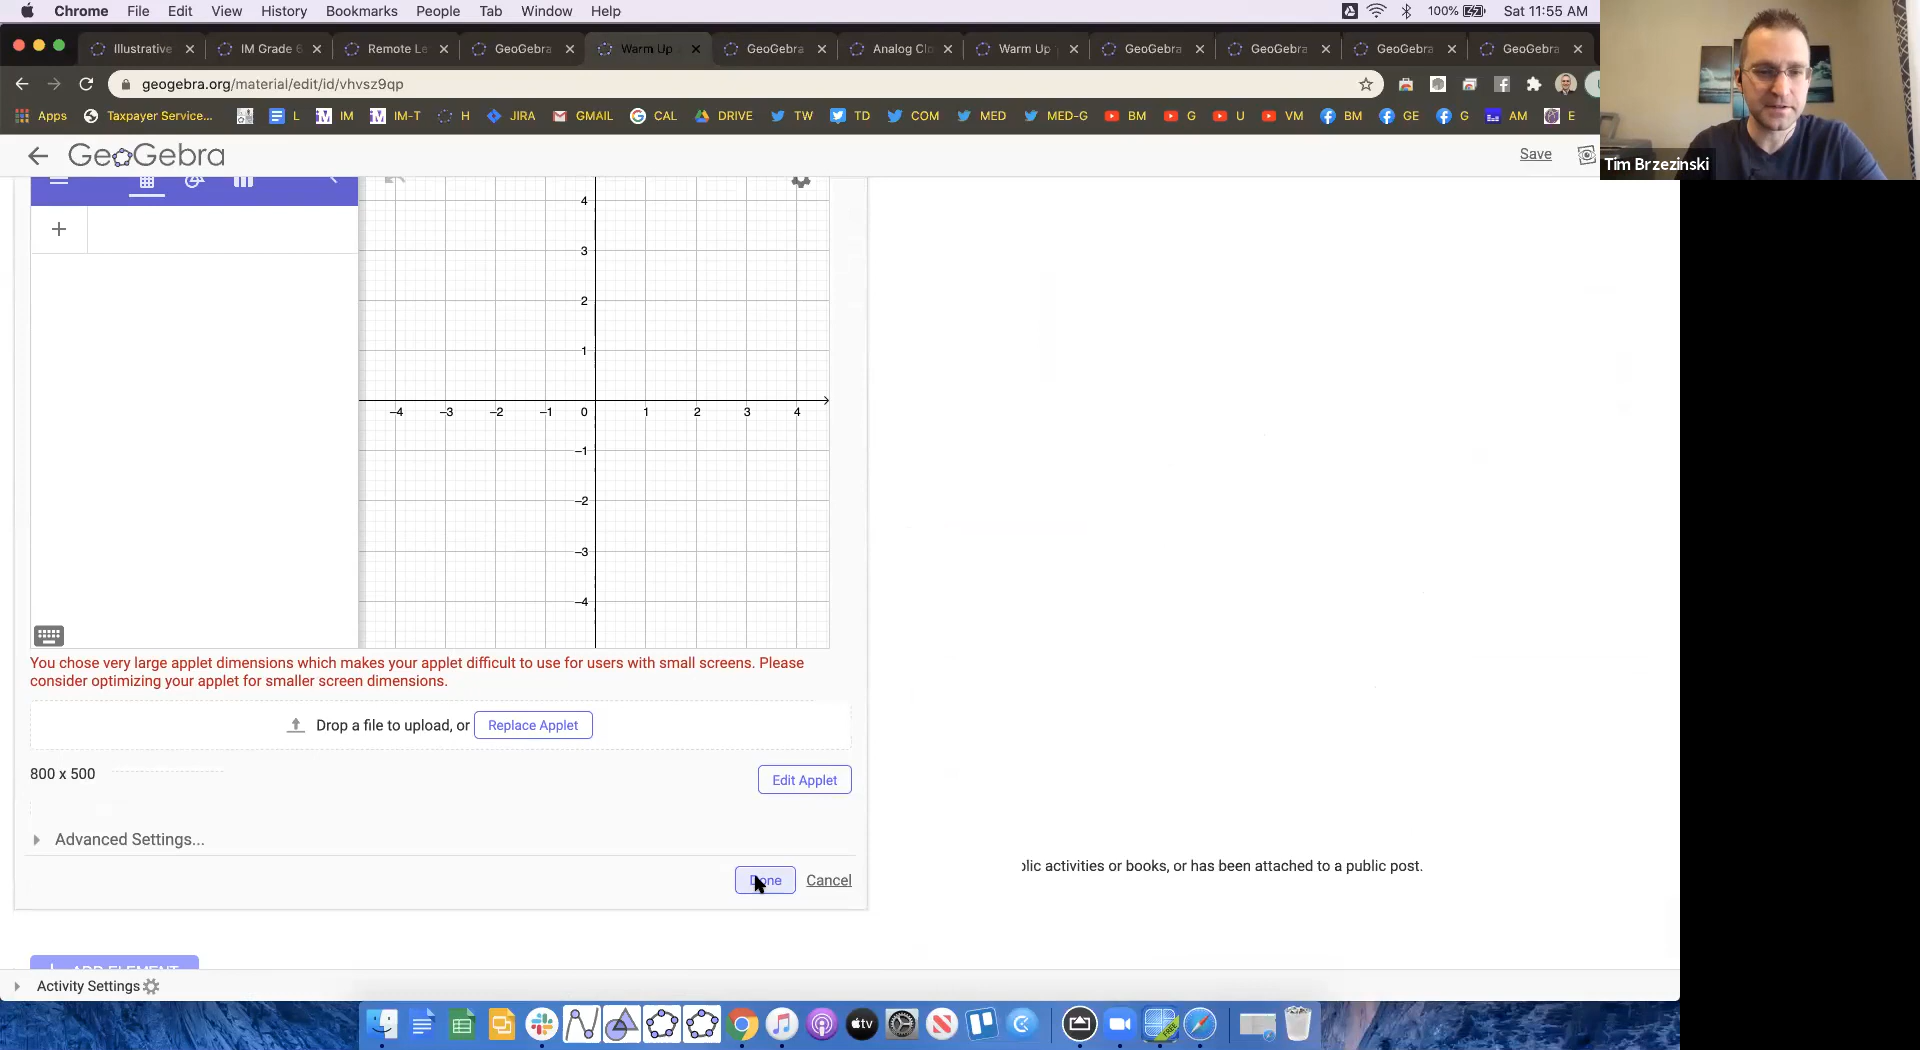 Chrome File Edit View History Bookmarks People Tab Window Help 100% Sat 11:55 AM
Illustrative IM Grade 6 Remote Le GeoGebra Warm Up GeoGebra Analog Clo Warm Up GeoGebra GeoGebra GeoGebra GeoGebra
geogebra.org/material/edit/id/vhvsz9qp
Apps Taxpayer Service... L IM IM-T H JIRA GMAIL CAL DRIVE TW TD COM MED MED-G BM G U VM BM GE G AM E
GeoGebra
Save
Tim Brzezinski
4
3
2
1
–4 –3 –2 –1 0 1 2 3 4
–1
–2
–3
–4
You chose very large applet dimensions which makes your applet difficult to use for users with small screens. Please
consider optimizing your applet for smaller screen dimensions.
Drop a file to upload, or Replace Applet
800 x 500
Edit Applet
Advanced Settings...
blic activities or books, or has been attached to a public post.
Done Cancel
ADD ELEMENT
Activity Settings
tv
FREE